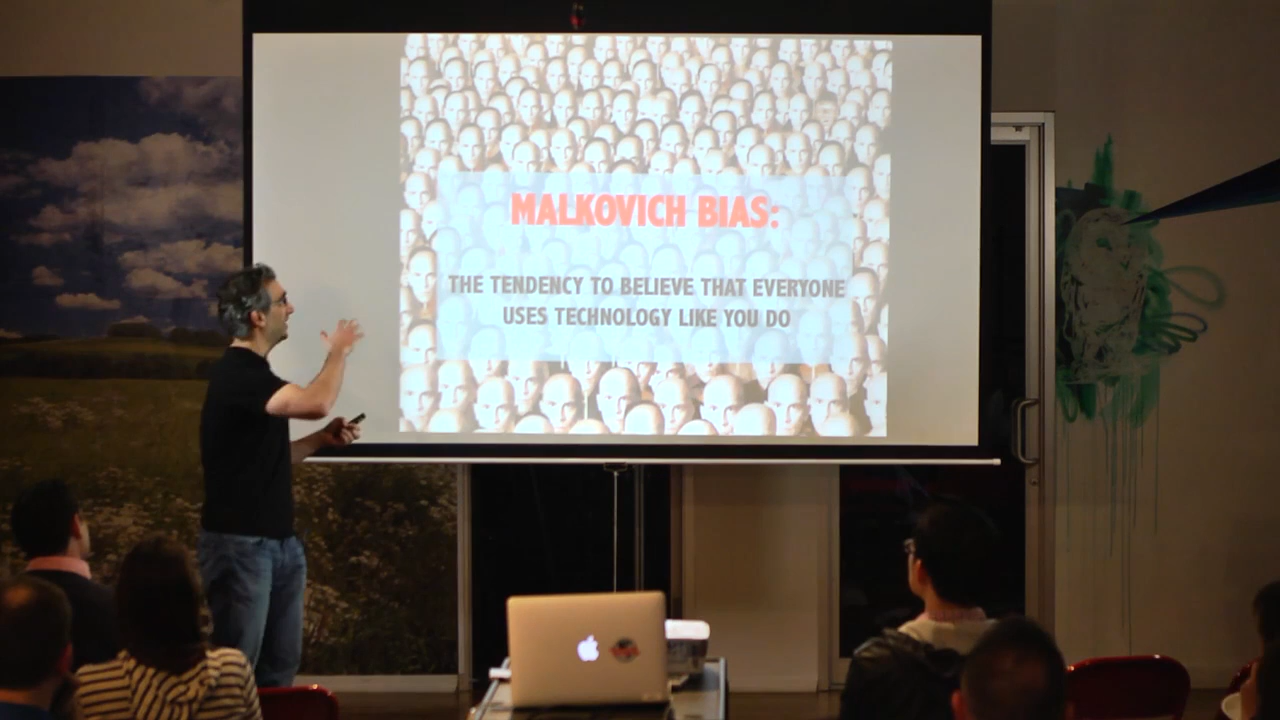 MALKOVICH BIAS:
THE TENDENCY TO BELIEVE THAT EVERYONE
USES TECHNOLOGY LIKE YOU DO